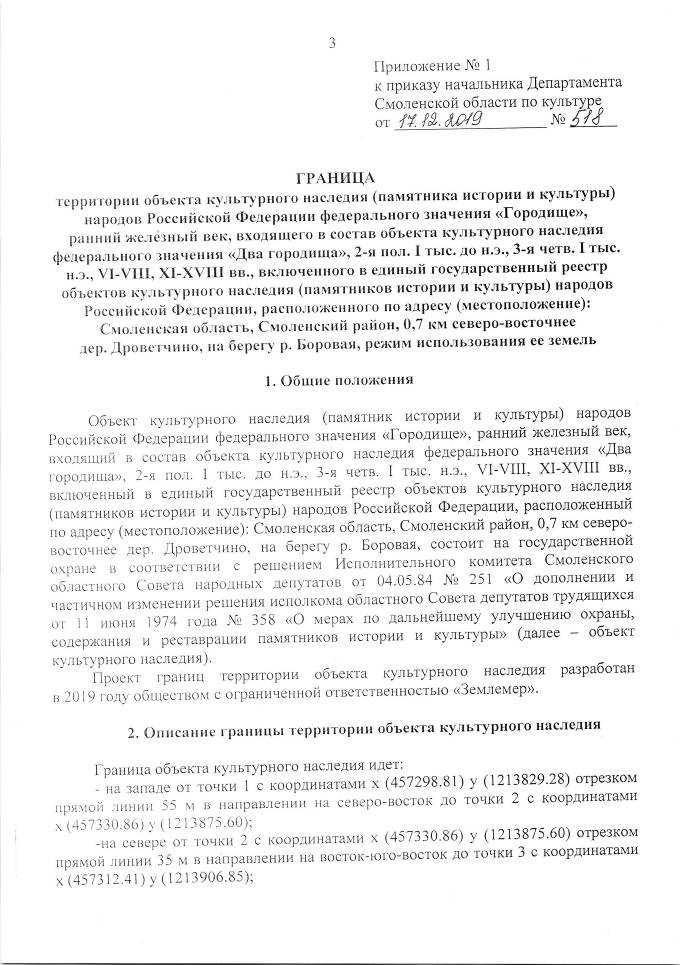 3
Приложение № 1
к приказу начальника Департамента
Смоленской области по культуре
от 17.12.2019 № 518
ГРАНИЦА
территории объекта культурного наследия (памятника истории и культуры)
народов Российской Федерации федерального значения «Городище»,
ранний железный век, входящего в состав объекта культурного наследия
федерального значения «Два городища», 2-я пол. I тыс. до н.э., 3-я четв. I тыс.
н.э., VI-VIII, XI-XVIII вв., включенного в единый государственный реестр
объектов культурного наследия (памятников истории и культуры) народов
Российской Федерации, расположенного по адресу (местоположение):
Смоленская область, Смоленский район, 0,7 км северо-восточнее
дер. Дроветчино, на берегу р. Боровая, режим использования ее земель
1. Общие положения
Объект культурного наследия (памятник истории и культуры) народов
Российской Федерации федерального значения «Городище», ранний железный век,
входящий в состав объекта культурного наследия федерального значения «Два
городища», 2-я пол. I тыс. до н.э., 3-я четв. I тыс. н.э., VI-VIII, XI-XVIII вв.,
включенный в единый государственный реестр объектов культурного наследия
(памятников истории и культуры) народов Российской Федерации, расположенный
по адресу (местоположение): Смоленская область, Смоленский район, 0,7 км северо-
восточнее дер. Дроветчино, на берегу р. Боровая, состоит на государственной
охране в соответствии с решением Исполнительного комитета Смоленского
областного Совета народных депутатов от 04.05.84 № 251 «О дополнении и
частичном изменении решения исполкома областного Совета депутатов трудящихся
от 11 июня 1974 года № 358 «О мерах по дальнейшему улучшению охраны,
содержания и реставрации памятников истории и культуры» (далее – объект
культурного наследия).
Проект границ территории объекта культурного наследия разработан
в 2019 году обществом с ограниченной ответственностью «Землемер».
2. Описание границы территории объекта культурного наследия
Граница объекта культурного наследия идет:
- на западе от точки 1 с координатами x (457298.81) y (1213829.28) отрезком
прямой линии 55 м в направлении на северо-восток до точки 2 с координатами
x (457330.86) y (1213875.60);
-на севере от точки 2 с координатами x (457330.86) y (1213875.60) отрезком
прямой линии 35 м в направлении на восток-юго-восток до точки 3 с координатами
x (457312.41) y (1213906.85);